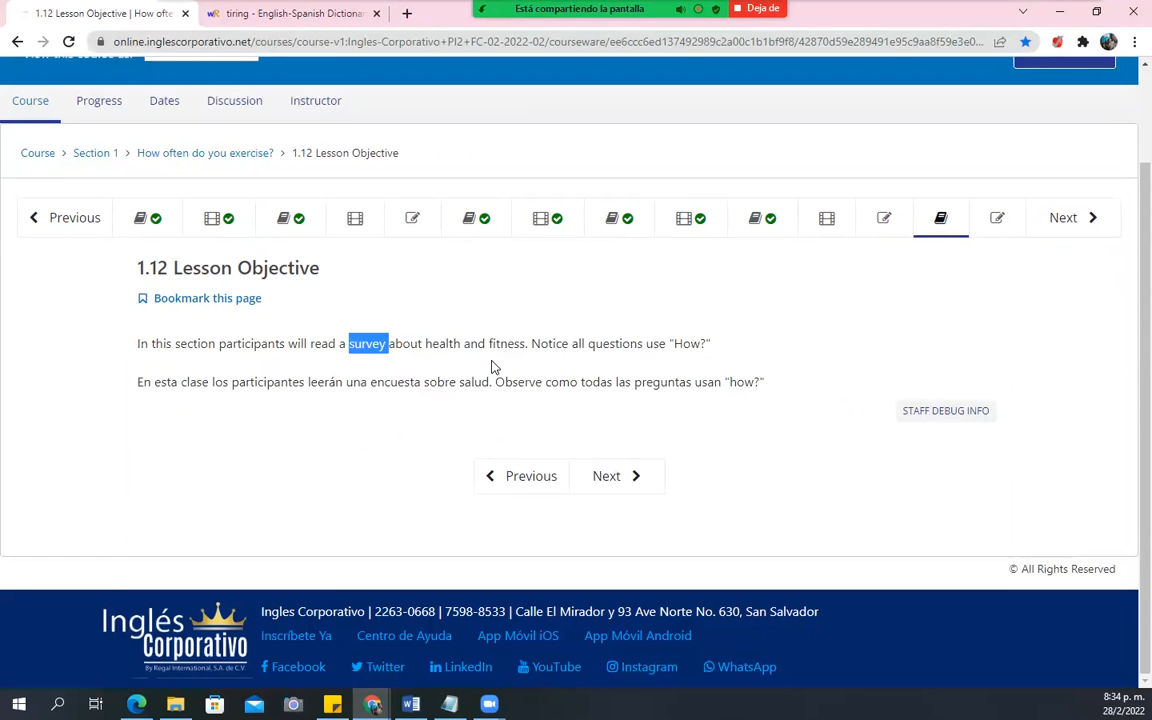 1.12 Lesson Objective | How ofte
tiring - English-Spanish Dictionar
Está compartiendo la pantalla
Deja de
online.inglescorporativo.net/courses/course-v1:Ingles-Corporativo+PI2+FC-02-2022-02/courseware/ee6ccc6ed137492989c2a00c1b1bf9f8/42870d59e289491e95c9aa8f59e3e0...
Course
Progress
Dates
Discussion
Instructor
Course > Section 1 > How often do you exercise? > 1.12 Lesson Objective
Previous
Next
1.12 Lesson Objective
Bookmark this page
In this section participants will read a survey about health and fitness. Notice all questions use "How?"
En esta clase los participantes leerán una encuesta sobre salud. Observe como todas las preguntas usan "how?"
STAFF DEBUG INFO
Previous
Next
© All Rights Reserved
Inglés
Corporativo
By Regal International, S.A. de C.V.
Ingles Corporativo | 2263-0668 | 7598-8533 | Calle El Mirador y 93 Ave Norte No. 630, San Salvador
Inscríbete Ya
Centro de Ayuda
App Móvil iOS
App Móvil Android
Facebook
Twitter
LinkedIn
YouTube
Instagram
WhatsApp
8:34 p. m.
28/2/2022